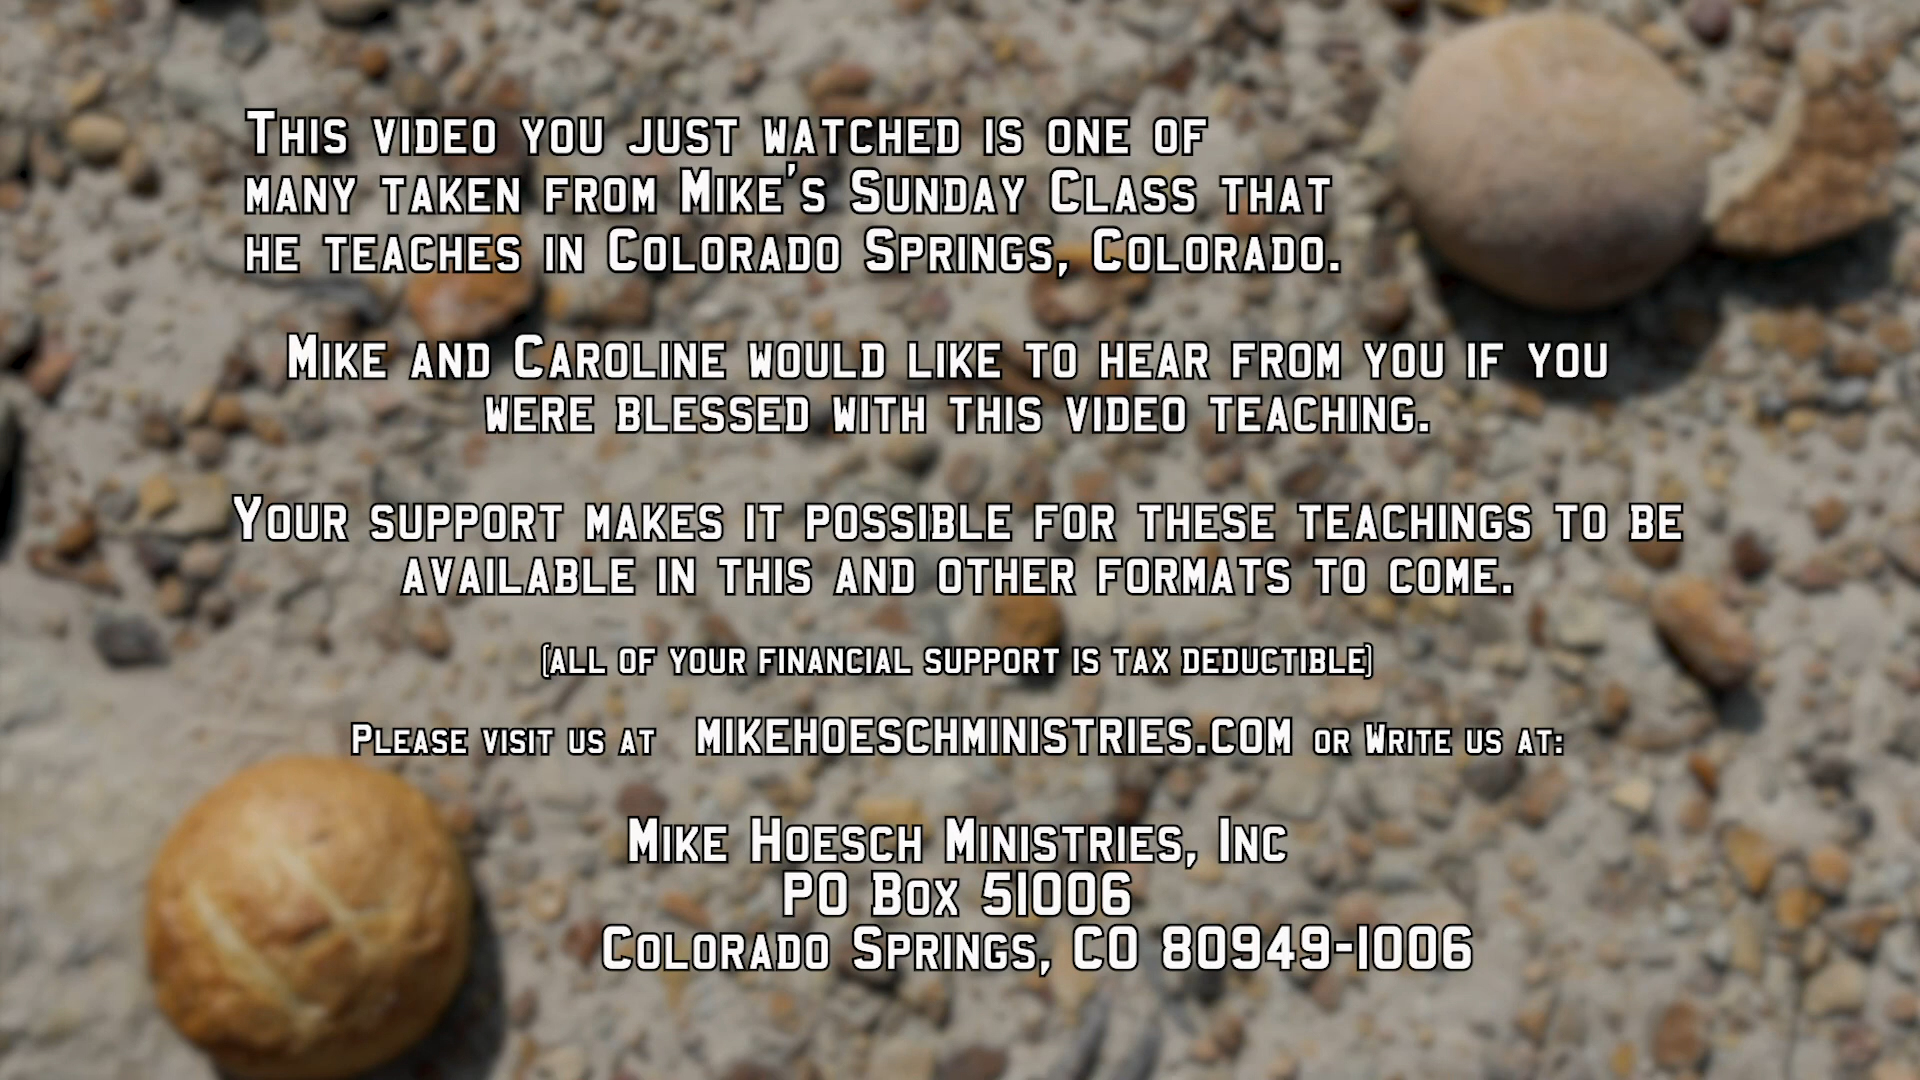 This video you just watched is one of
many taken from Mike's Sunday Class that
he teaches in Colorado Springs, Colorado.
Mike and Caroline would like to hear from you if you
were blessed with this video teaching.
Your support makes it possible for these teachings to be
available in this and other formats to come.
(all of your financial support is tax deductible)
Please visit us at MIKEHOESCHMINISTRIES.COM or Write us at:
Mike Hoesch Ministries, Inc
PO Box 51006
Colorado Springs, CO 80949-1006